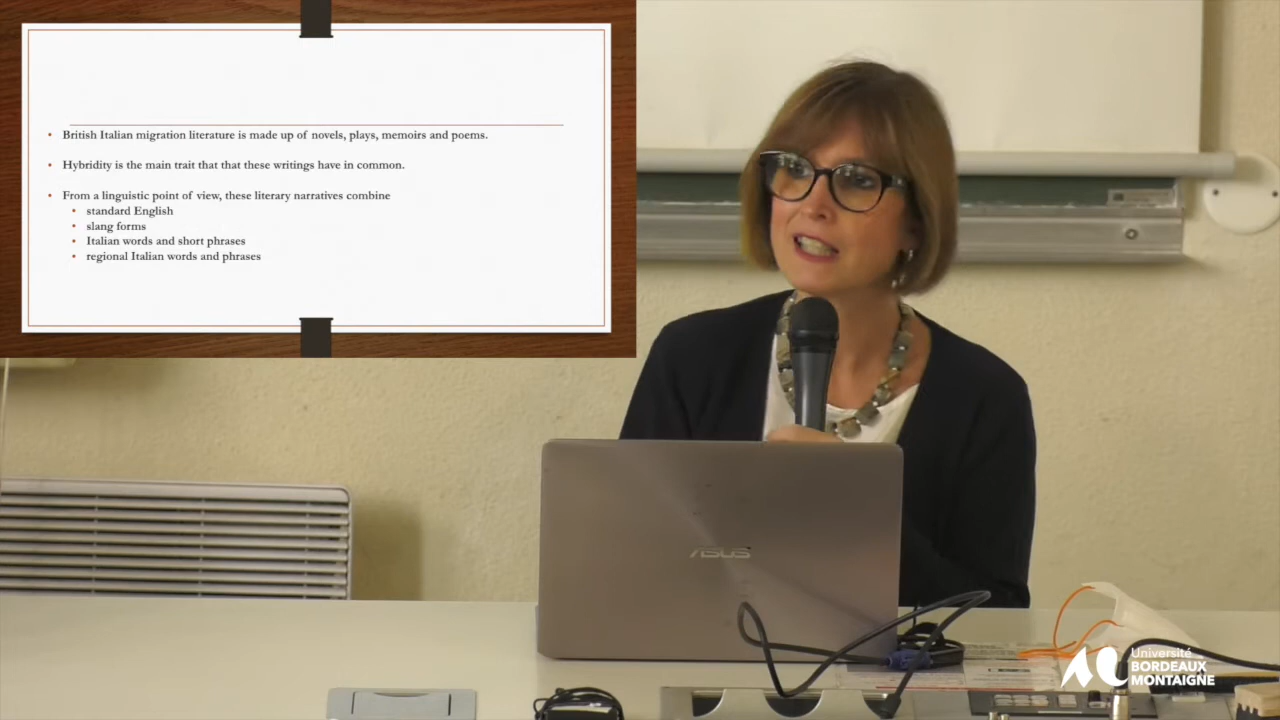 • British Italian migration literature is made up of novels, plays, memoirs and poems.
• Hybridity is the main trait that that these writings have in common.
• From a linguistic point of view, these literary narratives combine
• standard English
• slang forms
• Italian words and short phrases
• regional Italian words and phrases
ASUS
Université
BORDEAUX
MONTAIGNE